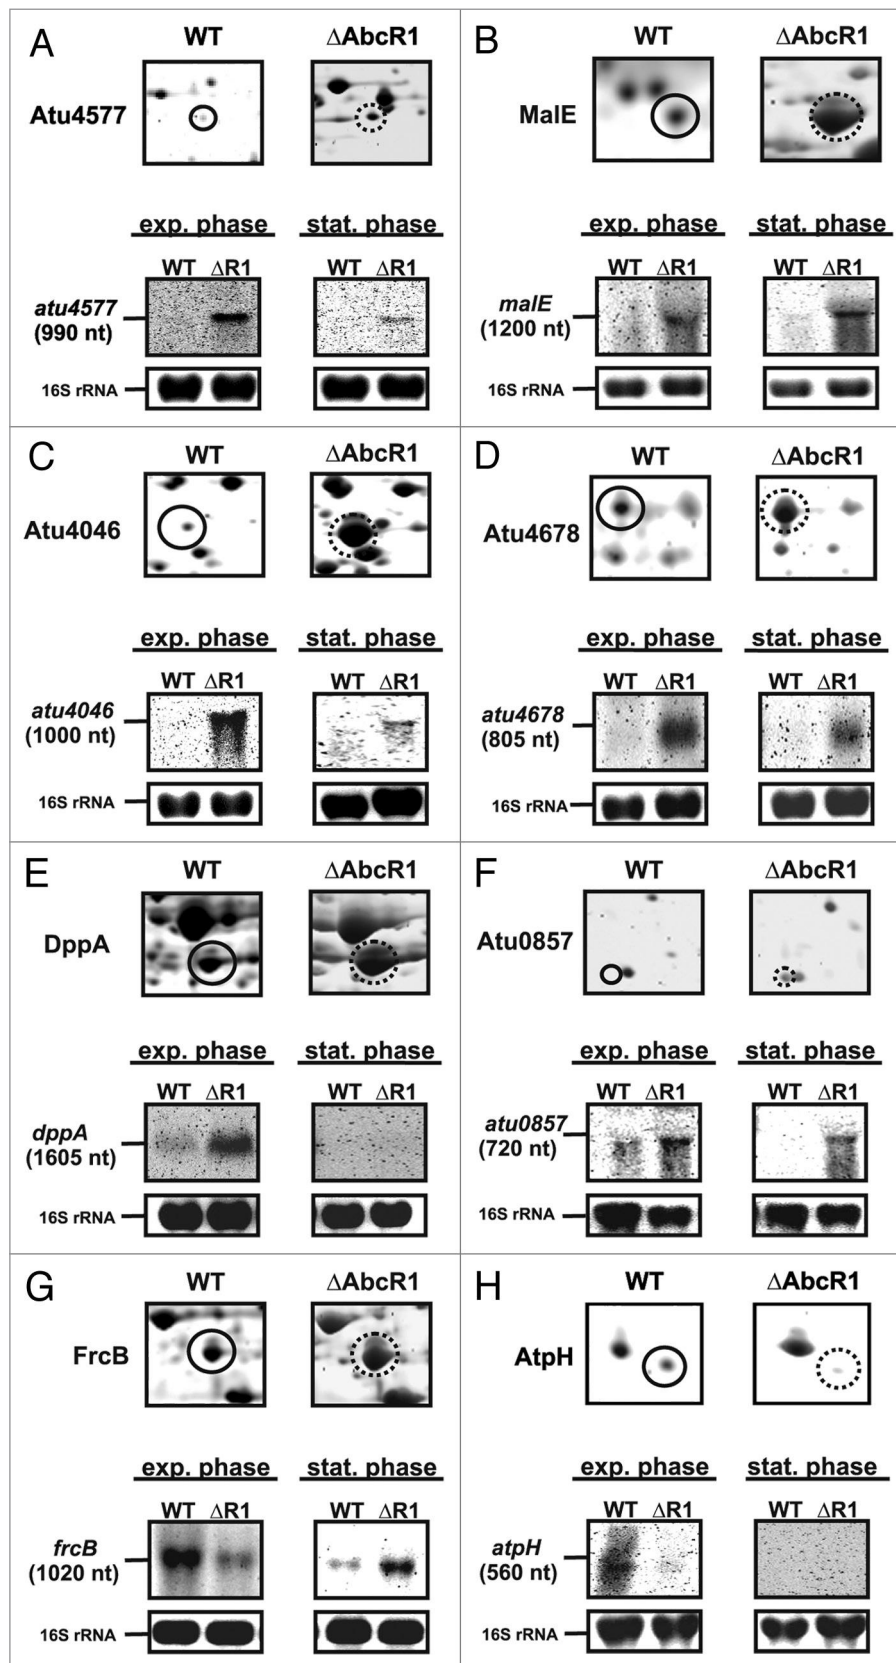 A
WT ΔAbcR1
Atu4577
exp. phase stat. phase
WT ΔR1 WT ΔR1
atu4577
(990 nt)
16S rRNA
B
WT ΔAbcR1
MalE
exp. phase stat. phase
WT ΔR1 WT ΔR1
malE
(1200 nt)
16S rRNA
C
WT ΔAbcR1
Atu4046
exp. phase stat. phase
WT ΔR1 WT ΔR1
atu4046
(1000 nt)
16S rRNA
D
WT ΔAbcR1
Atu4678
exp. phase stat. phase
WT ΔR1 WT ΔR1
atu4678
(805 nt)
16S rRNA
E
WT ΔAbcR1
DppA
exp. phase stat. phase
WT ΔR1 WT ΔR1
dppA
(1605 nt)
16S rRNA
F
WT ΔAbcR1
Atu0857
exp. phase stat. phase
WT ΔR1 WT ΔR1
atu0857
(720 nt)
16S rRNA
G
WT ΔAbcR1
FrcB
exp. phase stat. phase
WT ΔR1 WT ΔR1
frcB
(1020 nt)
16S rRNA
H
WT ΔAbcR1
AtpH
exp. phase stat. phase
WT ΔR1 WT ΔR1
atpH
(560 nt)
16S rRNA